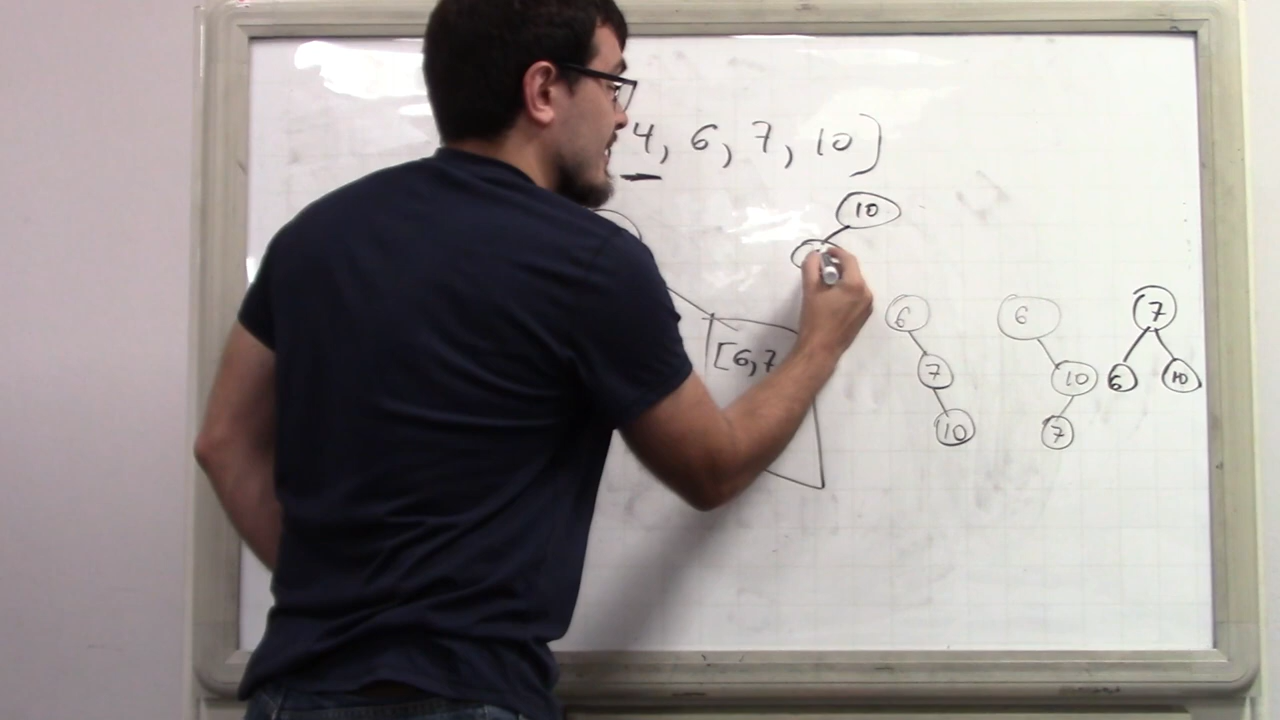 4, 6, 7, 10]
10
6 6 7
[6,7
7 10 6 10
10 7